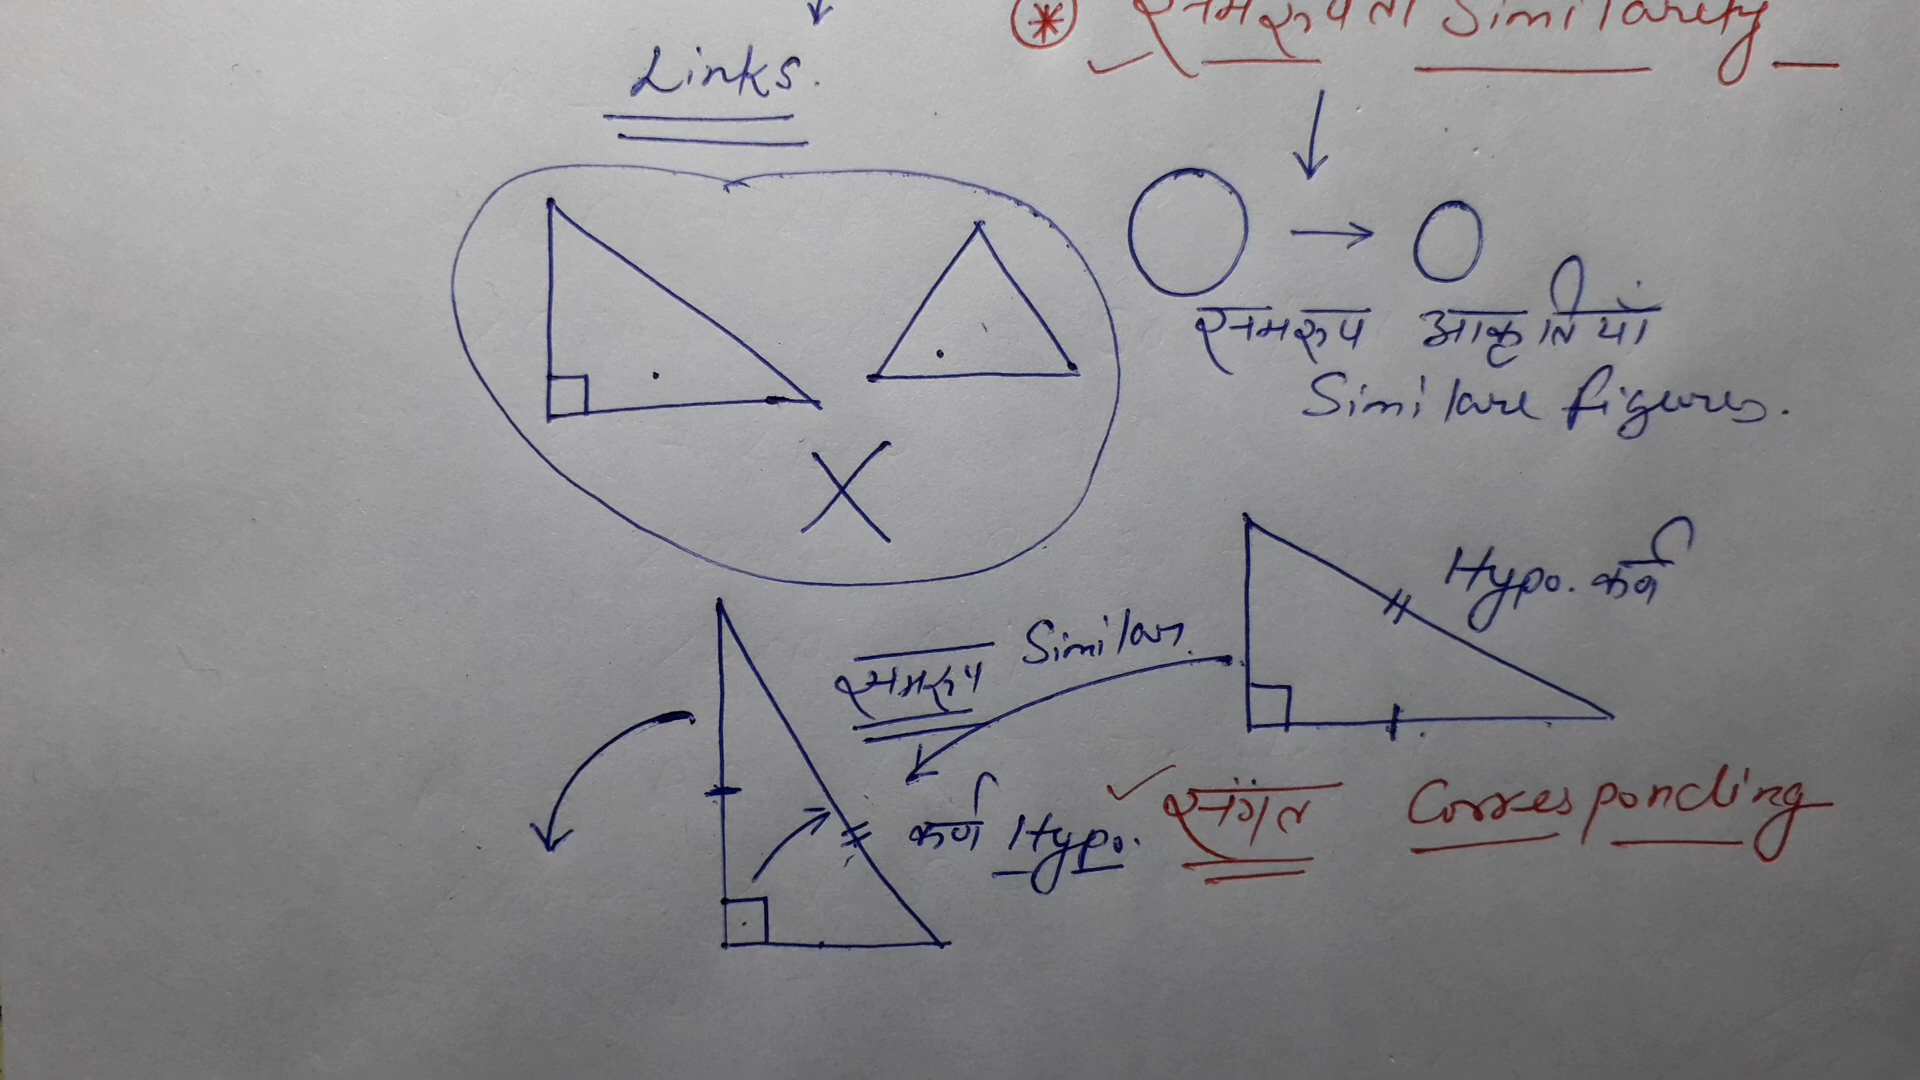 समरूपता Similarity
Links.
समरूप आकृतियाँ
Similar figures.
Hypo. कर्ण
समरूप Similar.
कर्ण Hypo.
संगत Corresponding